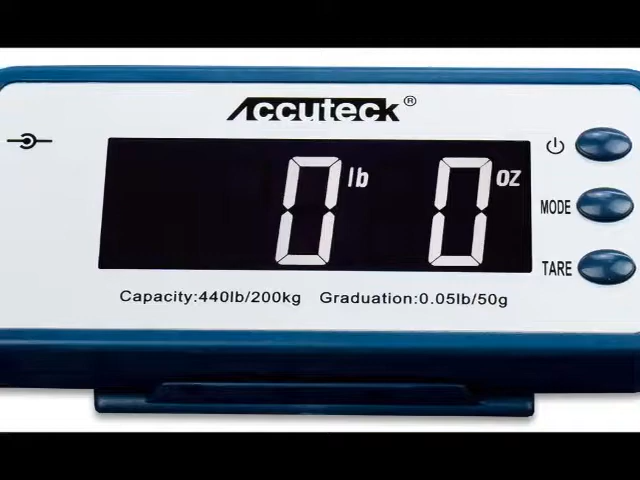 Accuteck®
0 lb 0 oz
MODE
TARE
Capacity:440lb/200kg Graduation:0.05lb/50g